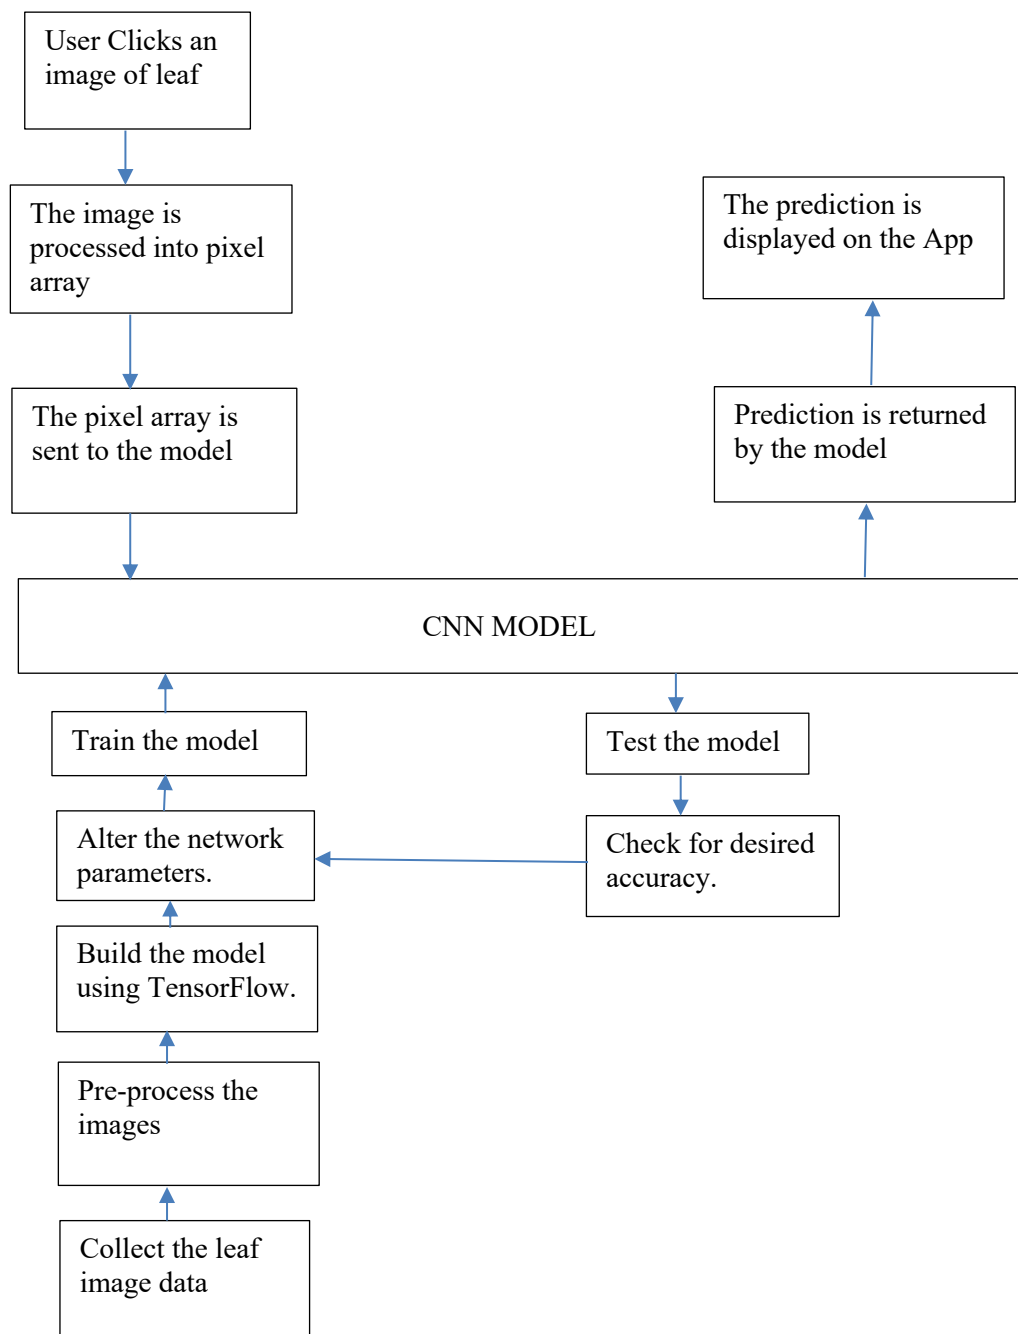 User Clicks an
image of leaf
The image is
processed into pixel
array
The prediction is
displayed on the App
The pixel array is
sent to the model
Prediction is returned
by the model
CNN MODEL
Train the model
Test the model
Alter the network
parameters.
Check for desired
accuracy.
Build the model
using TensorFlow.
Pre-process the
images
Collect the leaf
image data